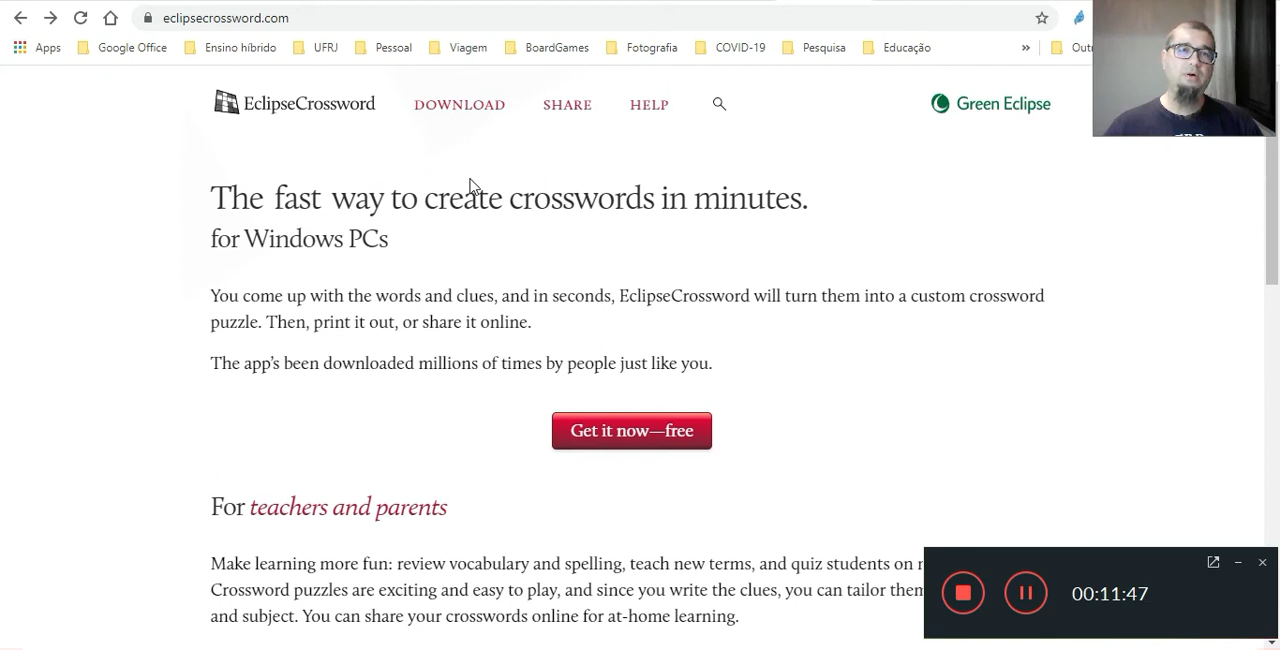 eclipsecrossword.com
Apps Google Office Ensino híbrido UFRJ Pessoal Viagem BoardGames Fotografia COVID-19 Pesquisa Educação » Out
EclipseCrossword DOWNLOAD SHARE HELP Green Eclipse
The fast way to create crosswords in minutes.
for Windows PCs
You come up with the words and clues, and in seconds, EclipseCrossword will turn them into a custom crossword
puzzle. Then, print it out, or share it online.
The app's been downloaded millions of times by people just like you.
Get it now—free
For teachers and parents
Make learning more fun: review vocabulary and spelling, teach new terms, and quiz students on
Crossword puzzles are exciting and easy to play, and since you write the clues, you can tailor them
and subject. You can share your crosswords online for at-home learning.
00:11:47